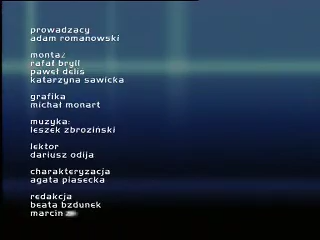 prowadzący
adam romanowski
montaż
rafał bryll
paweł delis
katarzyna sawicka
grafika
michał monart
muzyka:
leszek zbroziński
lektor
dariusz odija
charakteryzacja
agata piasecka
redakcja
beata bzdunek
marcin